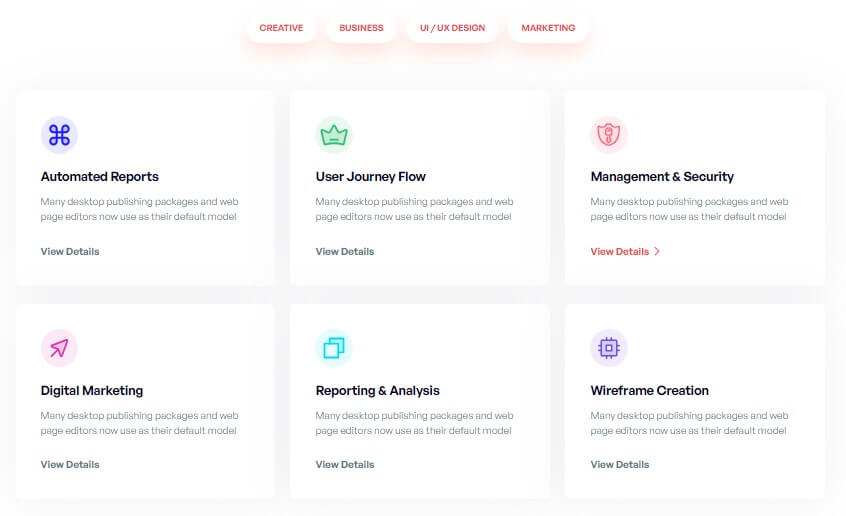 CREATIVE
BUSINESS
UI / UX DESIGN
MARKETING
Automated Reports
Many desktop publishing packages and web
page editors now use as their default model
View Details
User Journey Flow
Many desktop publishing packages and web
page editors now use as their default model
View Details
Management & Security
Many desktop publishing packages and web
page editors now use as their default model
View Details
Digital Marketing
Many desktop publishing packages and web
page editors now use as their default model
View Details
Reporting & Analysis
Many desktop publishing packages and web
page editors now use as their default model
View Details
Wireframe Creation
Many desktop publishing packages and web
page editors now use as their default model
View Details